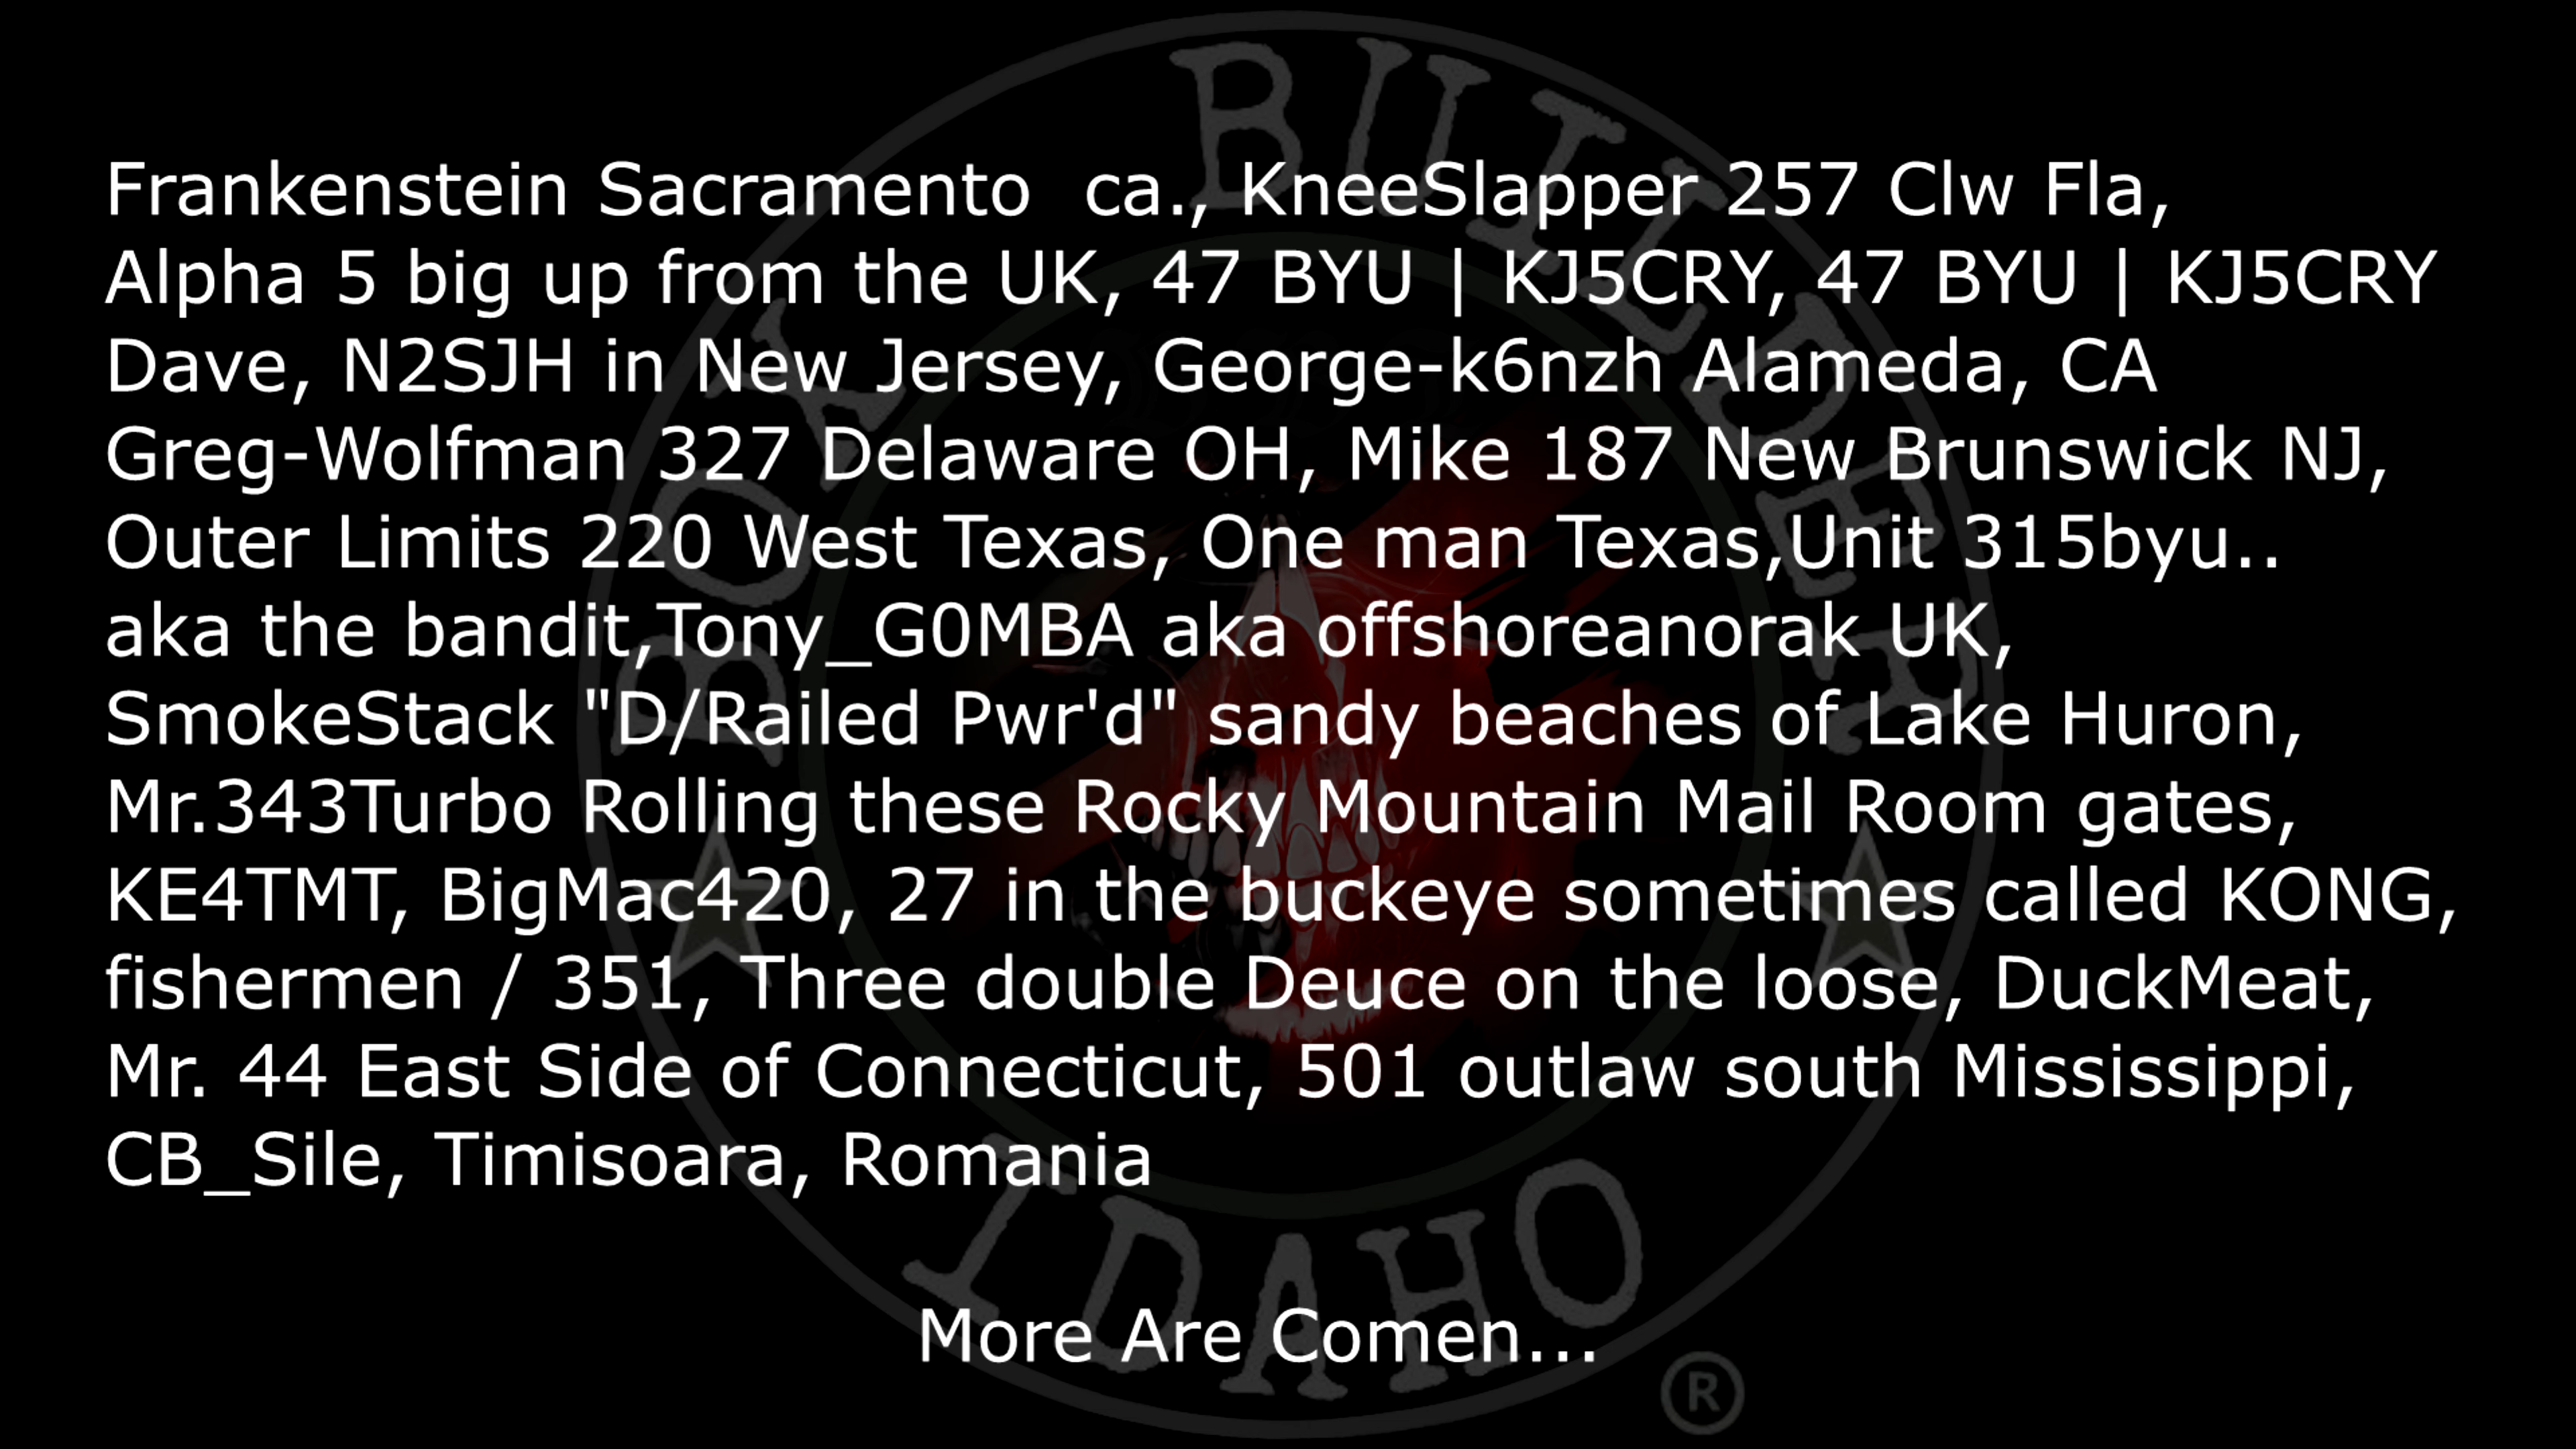 Frankenstein Sacramento  ca., KneeSlapper 257 Clw Fla,
Alpha 5 big up from the UK, 47 BYU | KJ5CRY, 47 BYU | KJ5CRY
Dave, N2SJH in New Jersey, George-k6nzh Alameda, CA
Greg-Wolfman 327 Delaware OH, Mike 187 New Brunswick NJ,
Outer Limits 220 West Texas, One man Texas,Unit 315byu..
aka the bandit,Tony_G0MBA aka offshoreanorak UK,
SmokeStack "D/Railed Pwr'd" sandy beaches of Lake Huron,
Mr.343Turbo Rolling these Rocky Mountain Mail Room gates,
KE4TMT, BigMac420, 27 in the buckeye sometimes called KONG,
fishermen / 351, Three double Deuce on the loose, DuckMeat,
Mr. 44 East Side of Connecticut, 501 outlaw south Mississippi,
CB_Sile, Timisoara, Romania
More Are Comen...
BOX BUILDER
IDAHO
®